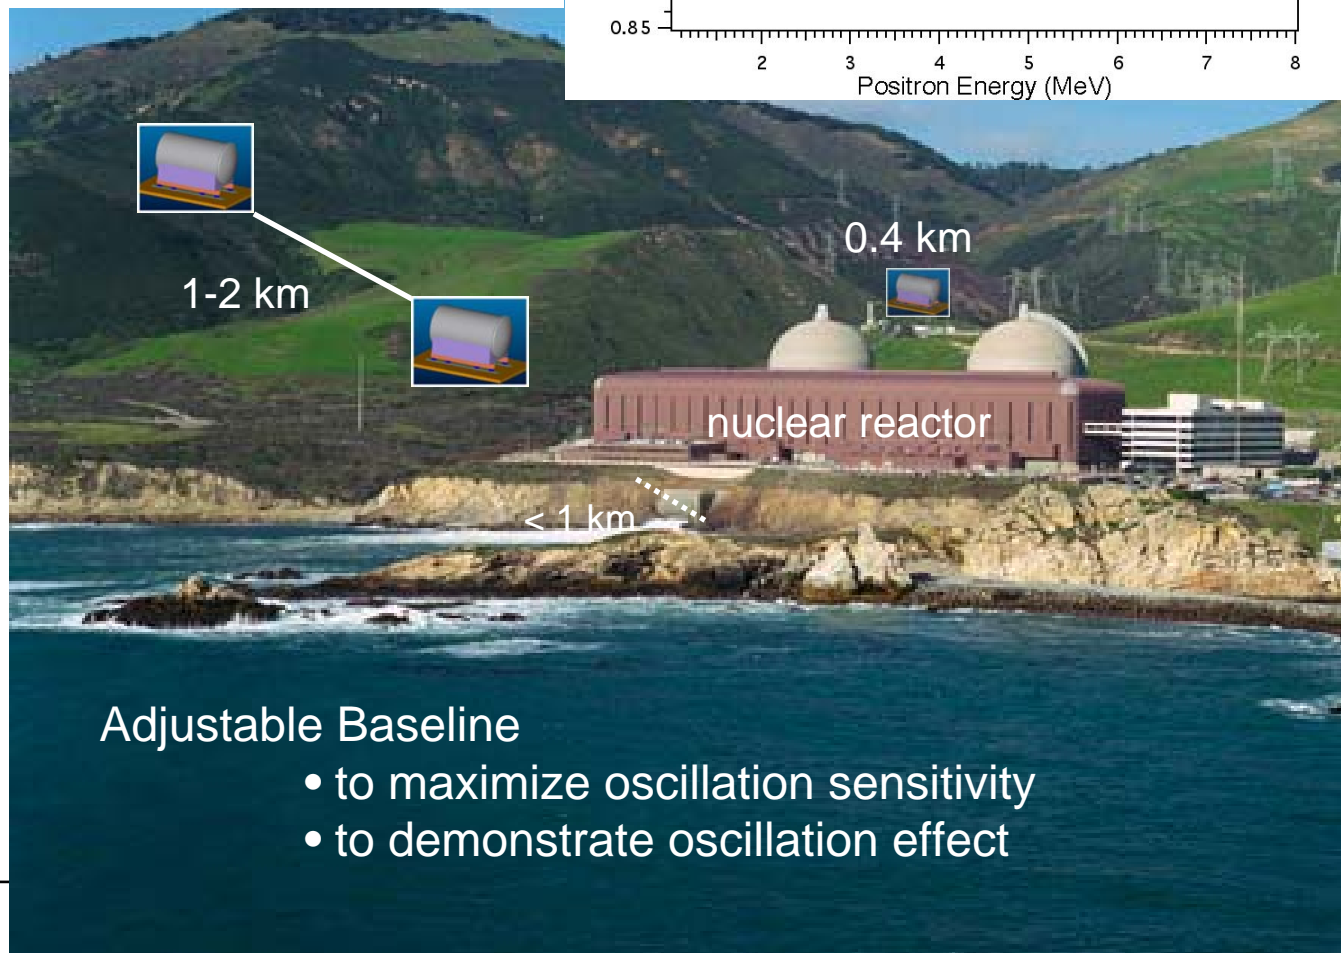 0.85
2 3 4 5 6 7 8
Positron Energy (MeV)
0.4 km
1-2 km
nuclear reactor
< 1 km
Adjustable Baseline
• to maximize oscillation sensitivity
• to demonstrate oscillation effect